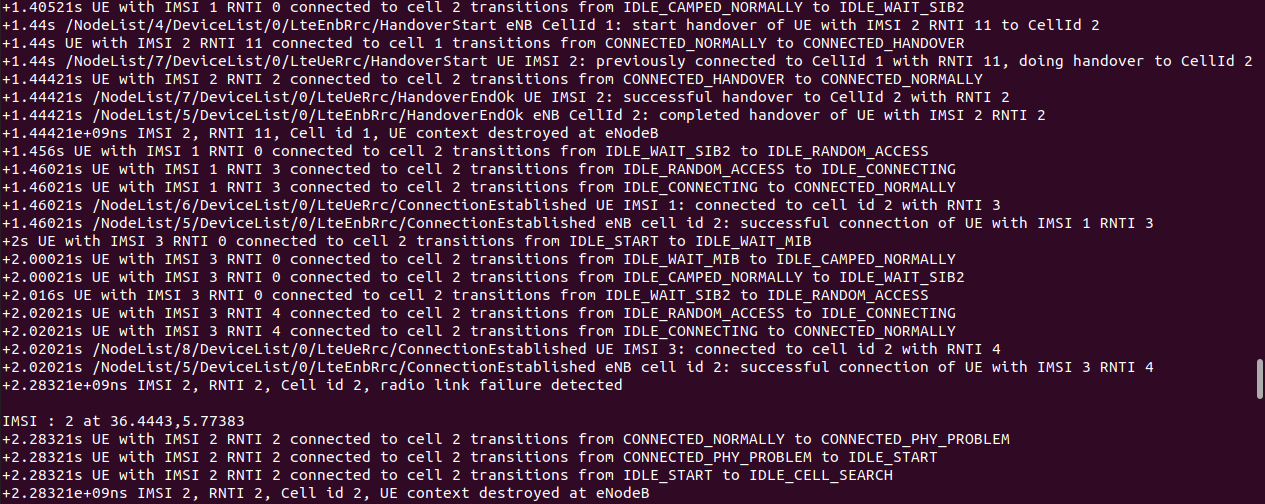 +1.40521s UE with IMSI 1 RNTI 0 connected to cell 2 transitions from IDLE_CAMPED_NORMALLY to IDLE_WAIT_SIB2
+1.44s /NodeList/4/DeviceList/0/LteEnbRrc/HandoverStart eNB CellId 1: start handover of UE with IMSI 2 RNTI 11 to CellId 2
+1.44s UE with IMSI 2 RNTI 11 connected to cell 1 transitions from CONNECTED_NORMALLY to CONNECTED_HANDOVER
+1.44s /NodeList/7/DeviceList/0/LteUeRrc/HandoverStart UE IMSI 2: previously connected to CellId 1 with RNTI 11, doing handover to CellId 2
+1.44421s UE with IMSI 2 RNTI 2 connected to cell 2 transitions from CONNECTED_HANDOVER to CONNECTED_NORMALLY
+1.44421s /NodeList/7/DeviceList/0/LteUeRrc/HandoverEndOk UE IMSI 2: successful handover to CellId 2 with RNTI 2
+1.44421s /NodeList/5/DeviceList/0/LteEnbRrc/HandoverEndOk eNB CellId 2: completed handover of UE with IMSI 2 RNTI 2
+1.44421e+09ns IMSI 2, RNTI 11, Cell id 1, UE context destroyed at eNodeB
+1.456s UE with IMSI 1 RNTI 0 connected to cell 2 transitions from IDLE_WAIT_SIB2 to IDLE_RANDOM_ACCESS
+1.46021s UE with IMSI 1 RNTI 3 connected to cell 2 transitions from IDLE_RANDOM_ACCESS to IDLE_CONNECTING
+1.46021s UE with IMSI 1 RNTI 3 connected to cell 2 transitions from IDLE_CONNECTING to CONNECTED_NORMALLY
+1.46021s /NodeList/6/DeviceList/0/LteUeRrc/ConnectionEstablished UE IMSI 1: connected to cell id 2 with RNTI 3
+1.46021s /NodeList/5/DeviceList/0/LteEnbRrc/ConnectionEstablished eNB cell id 2: successful connection of UE with IMSI 1 RNTI 3
+2s UE with IMSI 3 RNTI 0 connected to cell 2 transitions from IDLE_START to IDLE_WAIT_MIB
+2.00021s UE with IMSI 3 RNTI 0 connected to cell 2 transitions from IDLE_WAIT_MIB to IDLE_CAMPED_NORMALLY
+2.00021s UE with IMSI 3 RNTI 0 connected to cell 2 transitions from IDLE_CAMPED_NORMALLY to IDLE_WAIT_SIB2
+2.016s UE with IMSI 3 RNTI 0 connected to cell 2 transitions from IDLE_WAIT_SIB2 to IDLE_RANDOM_ACCESS
+2.02021s UE with IMSI 3 RNTI 4 connected to cell 2 transitions from IDLE_RANDOM_ACCESS to IDLE_CONNECTING
+2.02021s UE with IMSI 3 RNTI 4 connected to cell 2 transitions from IDLE_CONNECTING to CONNECTED_NORMALLY
+2.02021s /NodeList/8/DeviceList/0/LteUeRrc/ConnectionEstablished UE IMSI 3: connected to cell id 2 with RNTI 4
+2.02021s /NodeList/5/DeviceList/0/LteEnbRrc/ConnectionEstablished eNB cell id 2: successful connection of UE with IMSI 3 RNTI 4
+2.28321e+09ns IMSI 2, RNTI 2, Cell id 2, radio link failure detected
IMSI : 2 at 36.4443,5.77383
+2.28321s UE with IMSI 2 RNTI 2 connected to cell 2 transitions from CONNECTED_NORMALLY to CONNECTED_PHY_PROBLEM
+2.28321s UE with IMSI 2 RNTI 2 connected to cell 2 transitions from CONNECTED_PHY_PROBLEM to IDLE_START
+2.28321s UE with IMSI 2 RNTI 2 connected to cell 2 transitions from IDLE_START to IDLE_CELL_SEARCH
+2.28321e+09ns IMSI 2, RNTI 2, Cell id 2, UE context destroyed at eNodeB